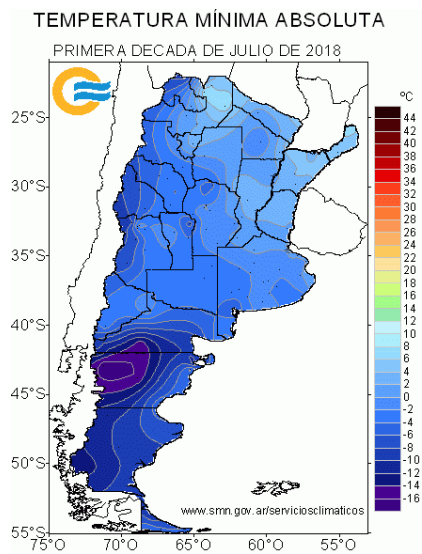 TEMPERATURA MÍNIMA ABSOLUTA
PRIMERA DECADA DE JULIO DE 2018
ºC
44
42
40
38
36
34
32
30
28
26
24
22
20
18
16
14
12
10
8
6
4
2
0
-2
-4
-6
-8
-10
-12
-14
-16
25°S
30°S
35°S
40°S
45°S
50°S
55°S
www.smn.gov.ar/serviciosclimaticos
75°O 70°O 65°O 60°O 55°O